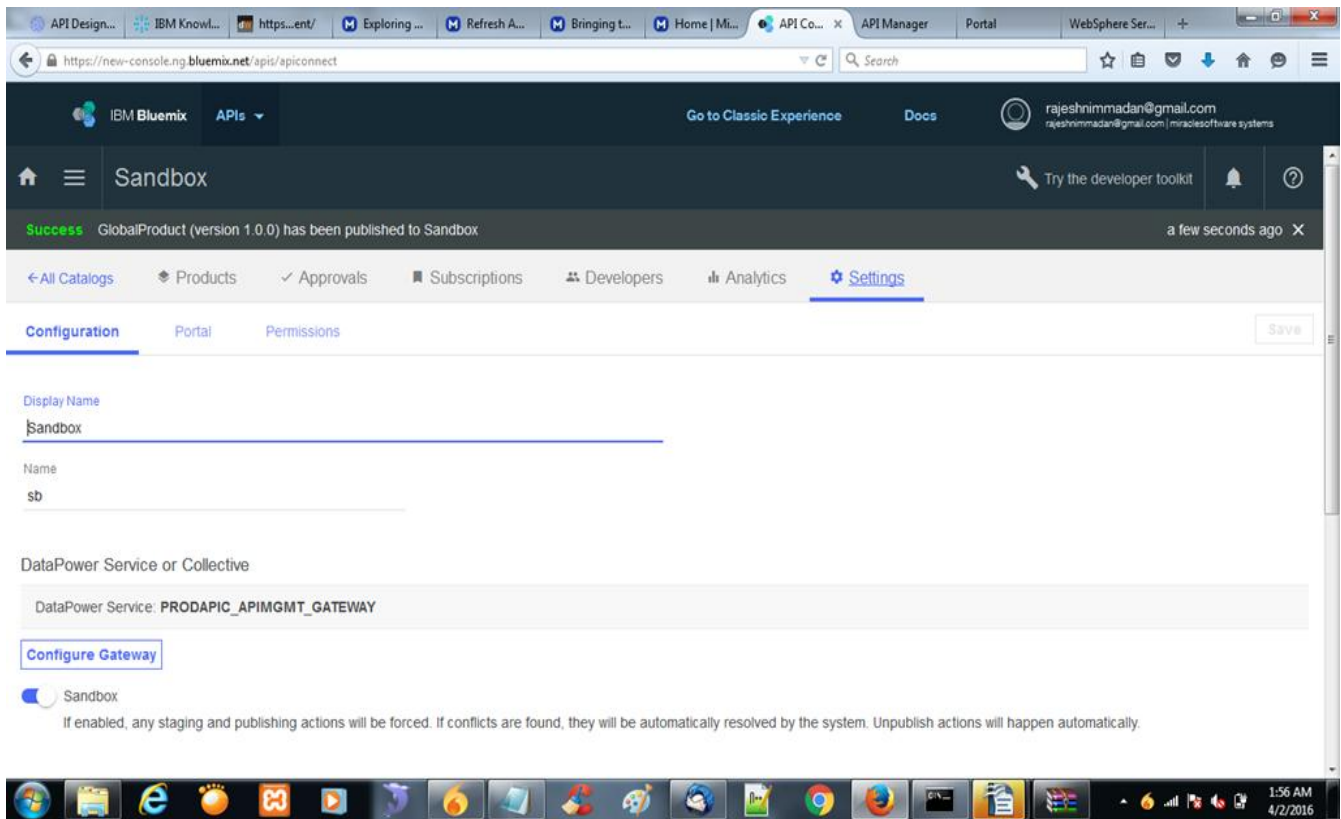 API Design... IBM Knowl... https...ent/ Exploring ... Refresh A... Bringing t... Home | Mi... API Co... X API Manager Portal WebSphere Ser... +
https://new-console.ng.bluemix.net/apis/apiconnect Search
IBM Bluemix APIs Go to Classic Experience Docs rajeshnimmadan@gmail.com
rajeshnimmadan@gmail.com | miraclesoftware systems
Sandbox Try the developer toolkit
Success GlobalProduct (version 1.0.0) has been published to Sandbox a few seconds ago X
←All Catalogs Products Approvals Subscriptions Developers Analytics Settings
Configuration Portal Permissions Save
Display Name
Sandbox
Name
sb
DataPower Service or Collective
DataPower Service: PRODAPIC_APIMGMT_GATEWAY
Configure Gateway
Sandbox
If enabled, any staging and publishing actions will be forced. If conflicts are found, they will be automatically resolved by the system. Unpublish actions will happen automatically.
1:56 AM
4/2/2016